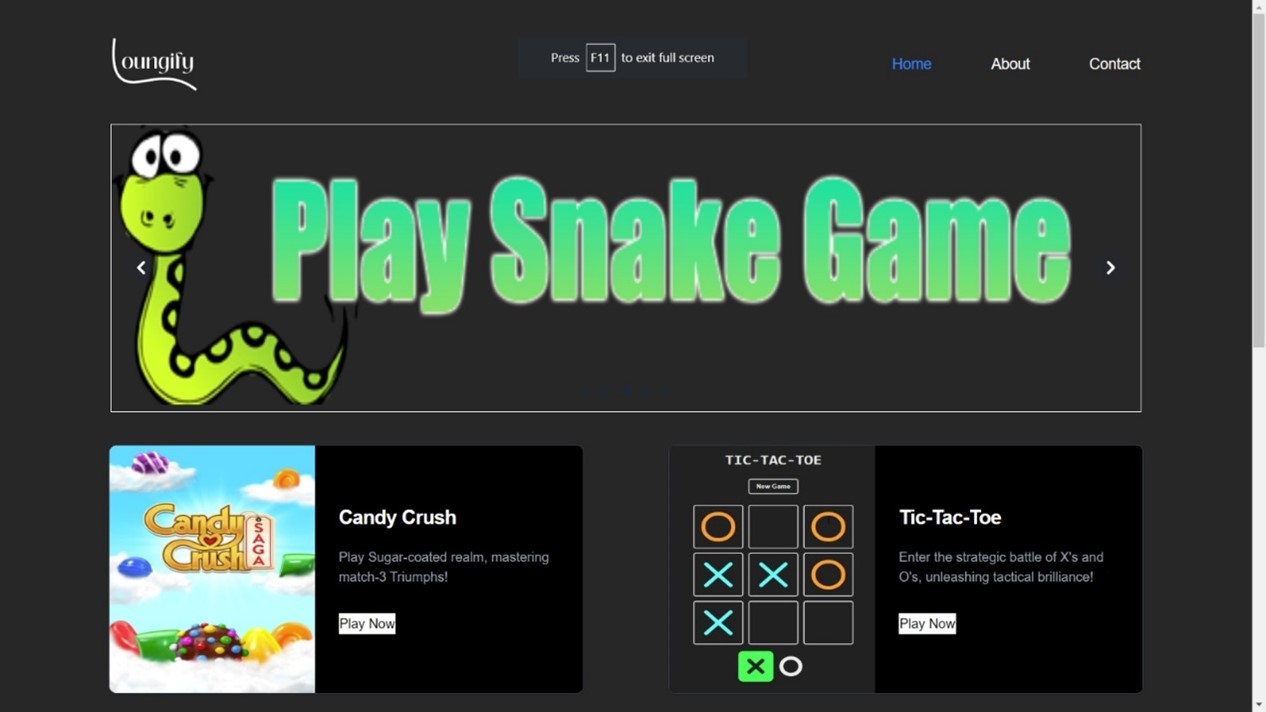 Loungify
Press F11 to exit full screen
Home
About
Contact
Play Snake Game
Candy
Crush
SAGA
Candy Crush
Play Sugar-coated realm, mastering
match-3 Triumphs!
Play Now
TIC-TAC-TOE
New Game
Tic-Tac-Toe
Enter the strategic battle of X's and
O's, unleashing tactical brilliance!
Play Now